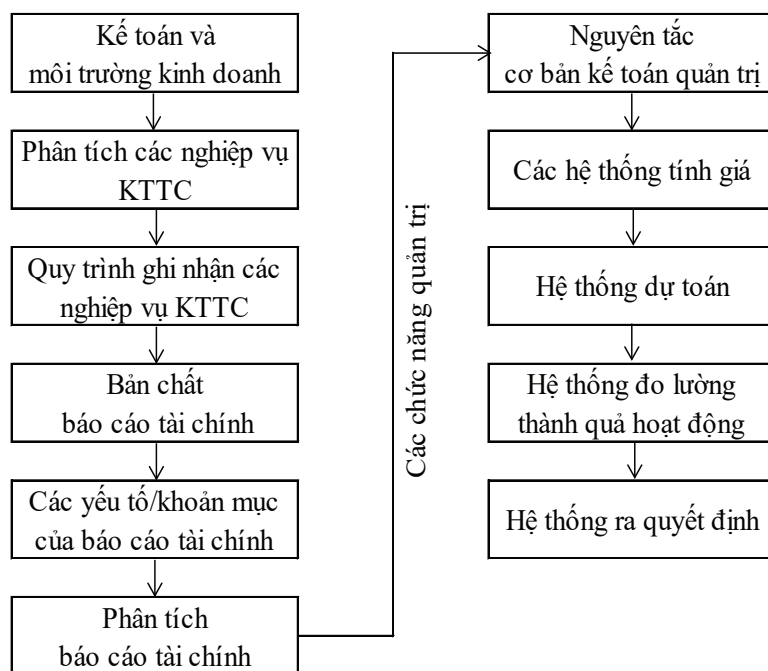 Kế toán và
môi trường kinh doanh
Phân tích các nghiệp vụ
KTTC
Quy trình ghi nhận các
nghiệp vụ KTTC
Bản chất
báo cáo tài chính
Các yếu tố/khoản mục
của báo cáo tài chính
Phân tích
báo cáo tài chính
Các chức năng quản trị
Nguyên tắc
cơ bản kế toán quản trị
Các hệ thống tính giá
Hệ thống dự toán
Hệ thống đo lường
thành quả hoạt động
Hệ thống ra quyết định